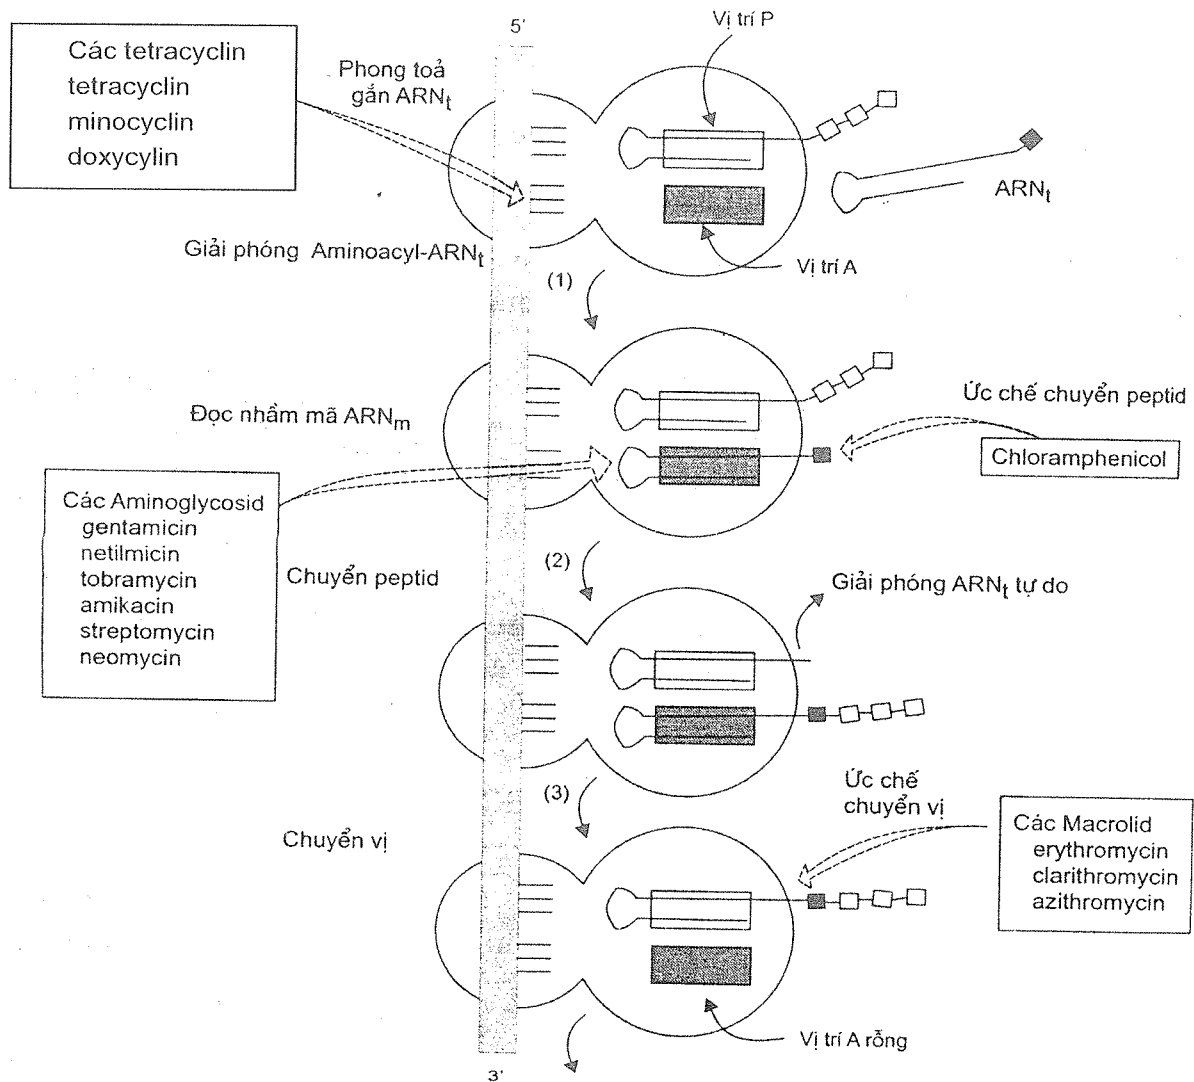 5'
Vị trí P
Các tetracyclin
tetracyclin
minocyclin
doxycylin
Phong toả
gắn ARNt
ARNt
Giải phóng Aminoacyl-ARNt
Vị trí A
(1)
Đọc nhầm mã ARNm
Ức chế chuyển peptid
Chloramphenicol
Các Aminoglycosid
gentamicin
netilmicin
tobramycin
amikacin
streptomycin
neomycin
(2)
Chuyển peptid
Giải phóng ARNt tự do
(3)
Ức chế
chuyển vị
Chuyển vị
Các Macrolid
erythromycin
clarithromycin
azithromycin
Vị trí A rỗng
3'